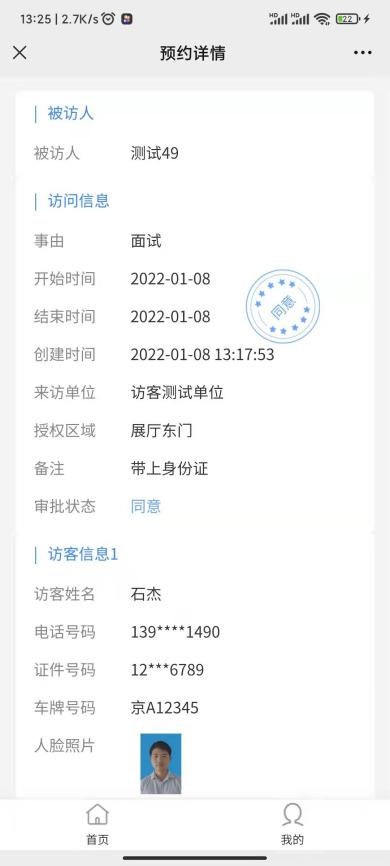 13:25 | 2.7K/s
HD HD 22
预约详情
被访人
被访人 测试49
访问信息
事由 面试
开始时间 2022-01-08
结束时间 2022-01-08
同意
创建时间 2022-01-08 13:17:53
来访单位 访客测试单位
授权区域 展厅东门
备注 带上身份证
审批状态 同意
访客信息1
访客姓名 石杰
电话号码 139****1490
证件号码 12***6789
车牌号码 京A12345
人脸照片
首页 我的